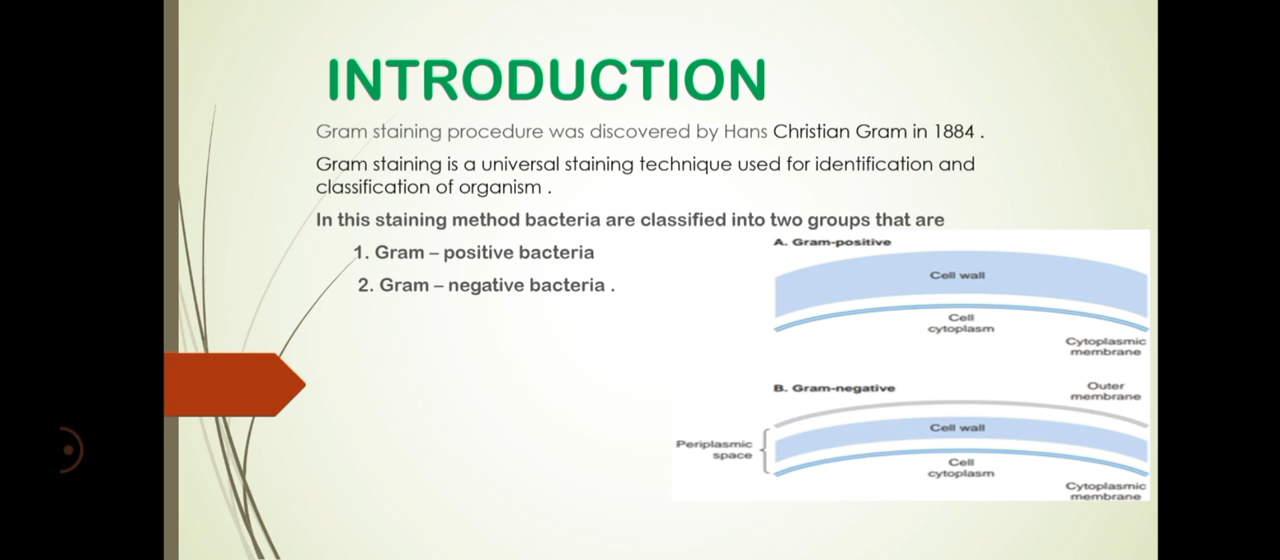 INTRODUCTION
Gram staining procedure was discovered by Hans Christian Gram in 1884 .
Gram staining is a universal staining technique used for identification and
classification of organism .
In this staining method bacteria are classified into two groups that are
1. Gram – positive bacteria
2. Gram – negative bacteria .
A. Gram-positive
Cell wall
Cell
cytoplasm
Cytoplasmic
membrane
B. Gram-negative
Outer
membrane
Cell wall
Periplasmic
space
Cell
cytoplasm
Cytoplasmic
membrane